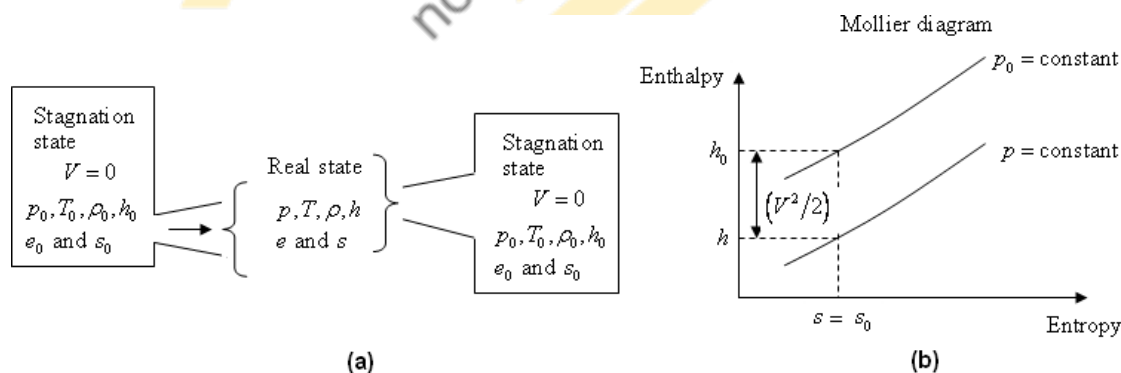 no
Mollier diagram
Enthalpy
p₀ = constant
p = constant
h₀
(V²/2)
h
s = s₀
Entropy
(b)
Stagnation
state
V = 0
p₀, T₀, ρ₀, h₀
e₀ and s₀
Real state
p, T, ρ, h
e and s
Stagnation
state
V = 0
p₀, T₀, ρ₀, h₀
e₀ and s₀
(a)